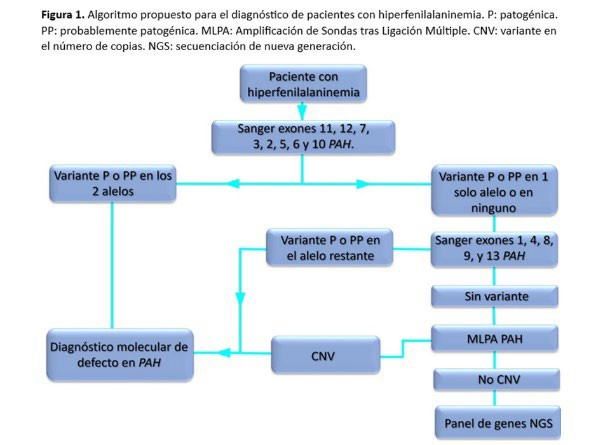 Figura 1. Algoritmo propuesto para el diagnóstico de pacientes con hiperfenilalaninemia. P: patogénica.
PP: probablemente patogénica. MLPA: Amplificación de Sondas tras Ligación Múltiple. CNV: variante en
el número de copias. NGS: secuenciación de nueva generación.
Paciente con
hiperfenilalaninemia
Sanger exones 11, 12, 7,
3, 2, 5, 6 y 10 PAH.
Variante P o PP en los
2 alelos
Variante P o PP en 1
solo alelo o en
ninguno
Variante P o PP en
el alelo restante
Sanger exones 1, 4, 8,
9, y 13 PAH
Sin variante
Diagnóstico molecular de
defecto en PAH
CNV
MLPA PAH
No CNV
Panel de genes NGS